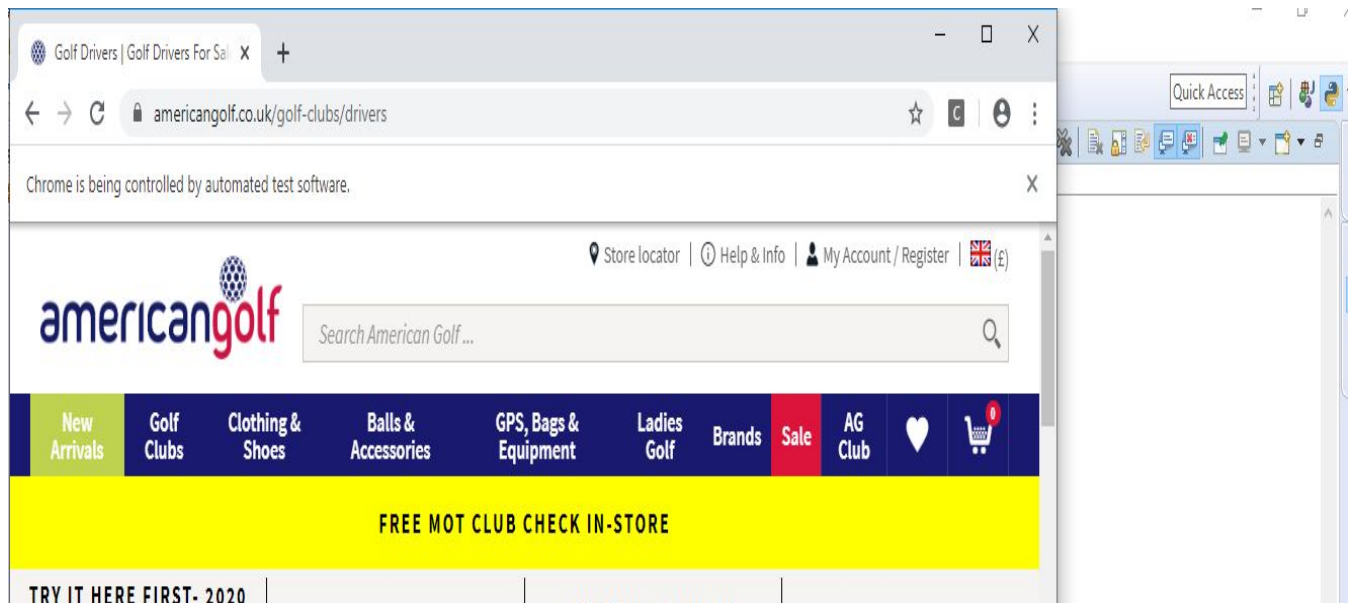 Golf Drivers | Golf Drivers For Sal
americangolf.co.uk/golf-clubs/drivers
C
Quick Access
Chrome is being controlled by automated test software.
Store locator | Help & Info | My Account / Register | (£)
americangolf
Search American Golf ...
New Arrivals
Golf Clubs
Clothing & Shoes
Balls & Accessories
GPS, Bags & Equipment
Ladies Golf
Brands
Sale
AG Club
0
FREE MOT CLUB CHECK IN-STORE
TRY IT HERE FIRST- 2020